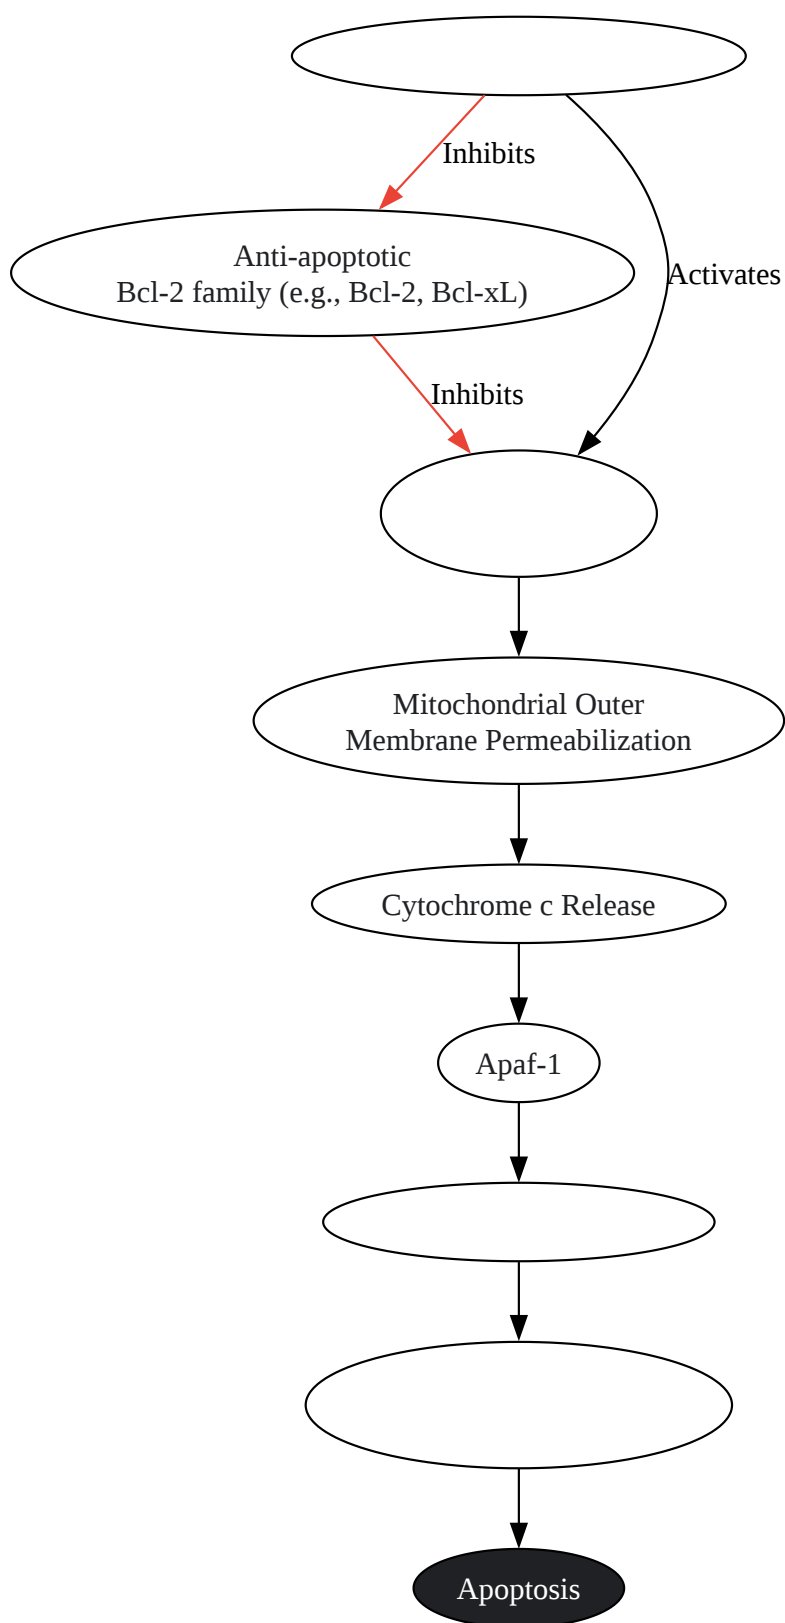 Inhibits
Anti-apoptotic
Bcl-2 family (e.g., Bcl-2, Bcl-xL)
Activates
Inhibits
Mitochondrial Outer
Membrane Permeabilization
Cytochrome c Release
Apaf-1
Apoptosis